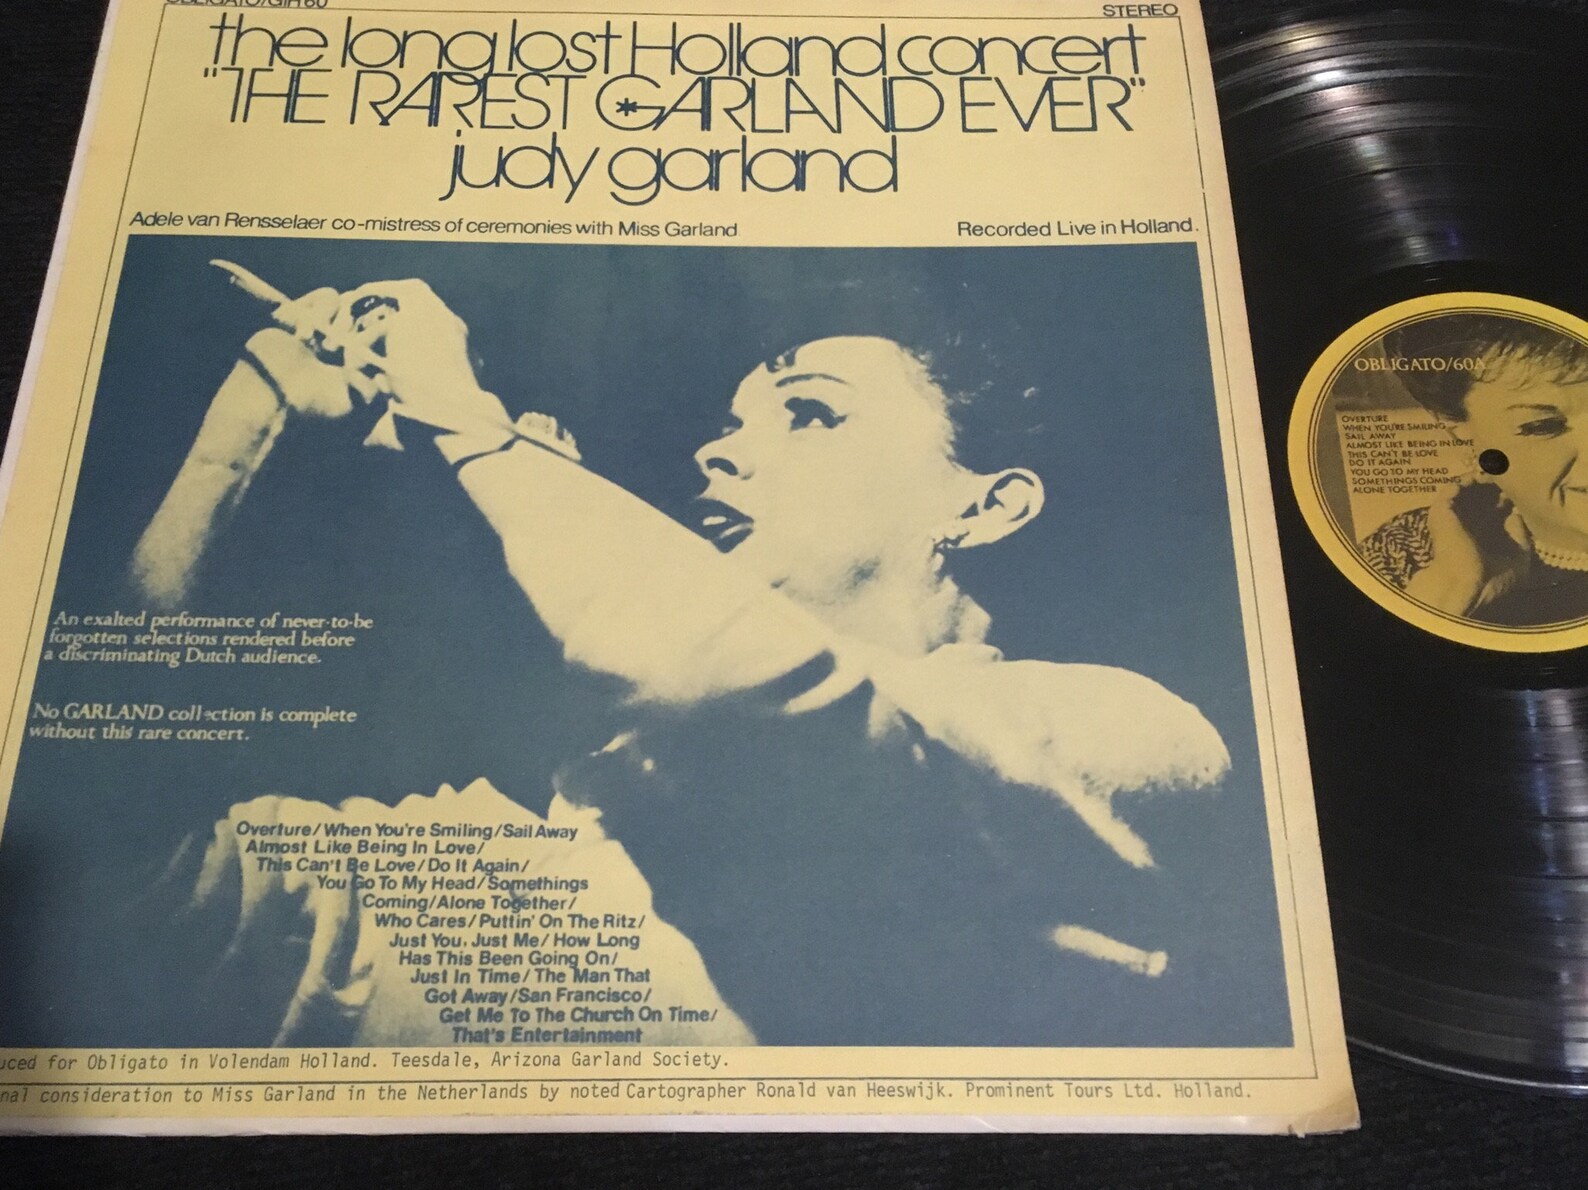 OBLIGATO/GIH 60
STEREO
the long lost Holland concert
"THE RAREST GARLAND EVER"
judy garland
Adele van Rensselaer co-mistress of ceremonies with Miss Garland
Recorded Live in Holland.
An exalted performance of never-to-be
forgotten selections rendered before
a discriminating Dutch audience.
No GARLAND collection is complete
without this rare concert.
Overture/When You're Smiling/Sail Away
Almost Like Being In Love/
This Can't Be Love/Do It Again/
You Go To My Head/Somethings
Coming/Alone Together/
Who Cares/Puttin' On The Ritz/
Just You, Just Me/How Long
Has This Been Going On/
Just In Time/The Man That
Got Away/San Francisco/
Get Me To The Church On Time/
That's Entertainment
uced for Obligato in Volendam Holland. Teesdale, Arizona Garland Society.
nal consideration to Miss Garland in the Netherlands by noted Cartographer Ronald van Heeswijk. Prominent Tours Ltd. Holland.
OBLIGATO/60A
OVERTURE
WHEN YOU'RE SMILING
SAIL AWAY
ALMOST LIKE BEING IN LOVE
THIS CAN'T BE LOVE
DO IT AGAIN
YOU GO TO MY HEAD
SOMETHINGS COMING
ALONE TOGETHER